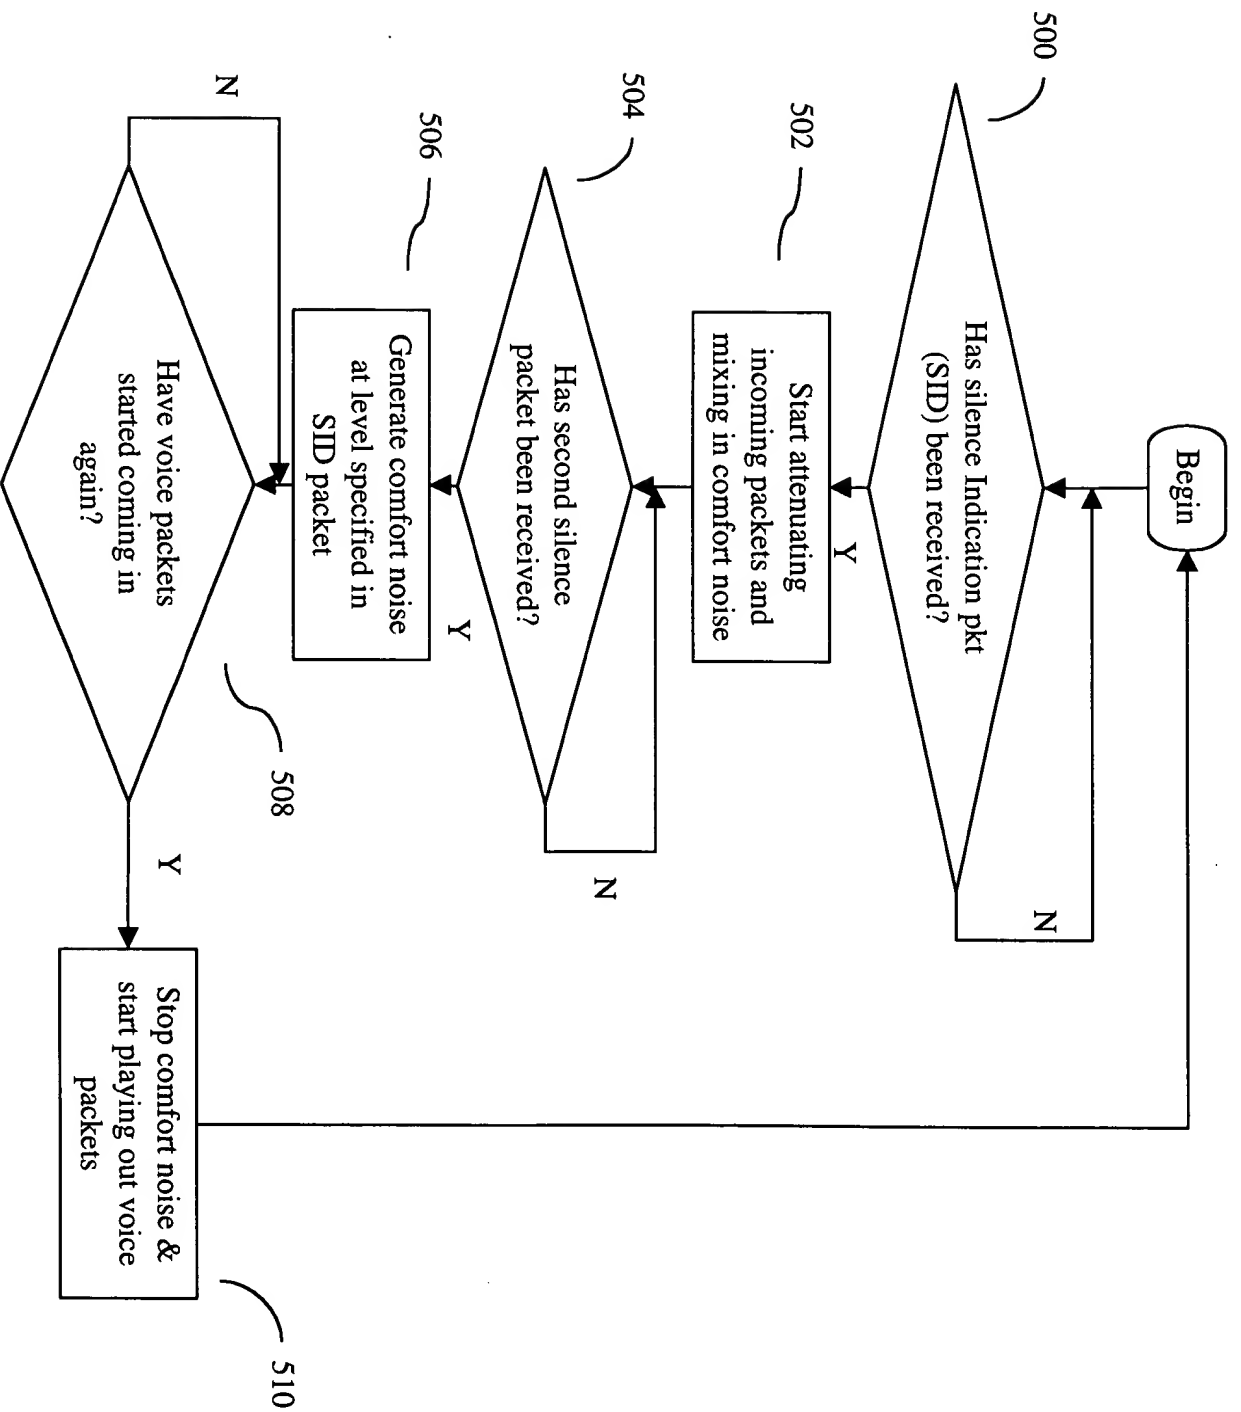 Begin
500
Has silence Indication pkt
(SID) been received?
N
Y
502
Start attenuating
incoming packets and
mixing in comfort noise
504
Has second silence
packet been received?
N
Y
506
Generate comfort noise
at level specified in
SID packet
N
508
Have voice packets
started coming in
again?
Y
Stop comfort noise &
start playing out voice
packets
510